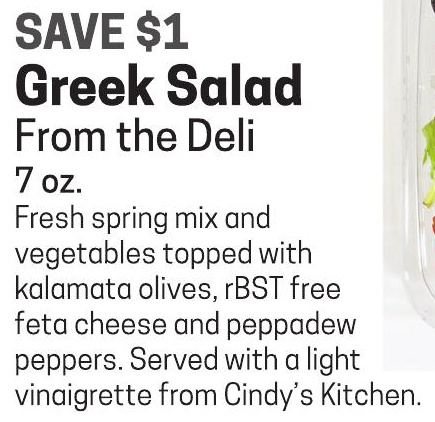 SAVE $1
Greek Salad
From the Deli
7 oz.
Fresh spring mix and
vegetables topped with
kalamata olives, rBST free
feta cheese and peppadew
peppers. Served with a light
vinaigrette from Cindy's Kitchen.